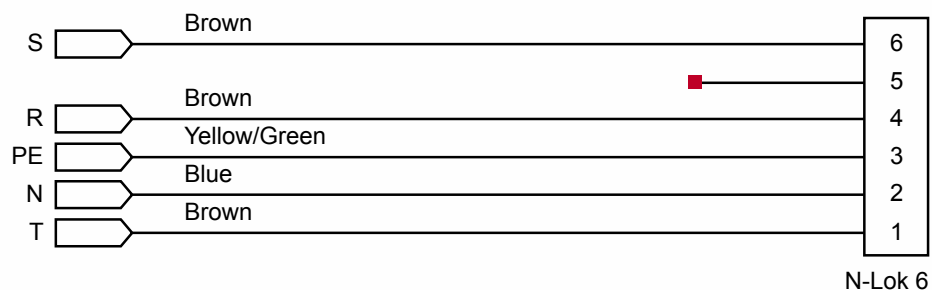 Brown
S 6
5
Brown
R 4
Yellow/Green
PE 3
Blue
N 2
Brown
T 1
N-Lok 6